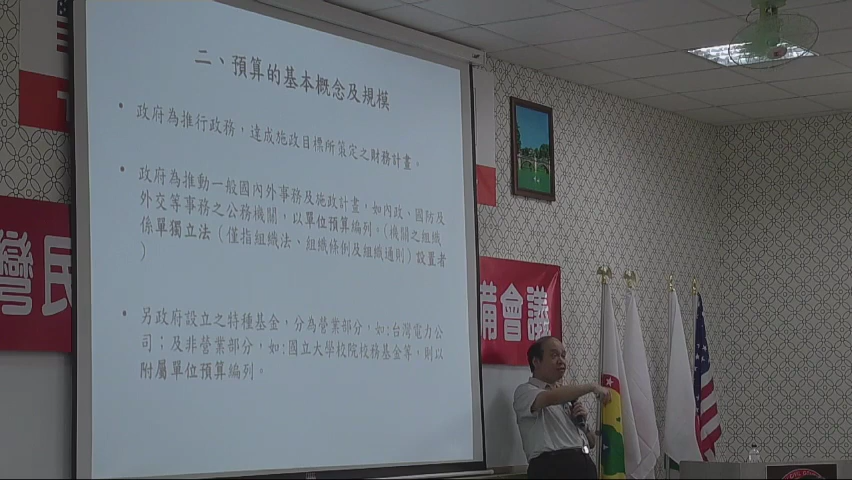 二、預算的基本概念及規模
• 政府為推行政務，達成施政目標所策定之財務計畫。
• 政府為推動一般國內外事務及施政計畫，如內政、國防及
外交等事務之公務機關，以單位預算編列。(機關之組織
係單獨立法（僅指組織法、組織條例及組織通則）設置者
)
• 另政府設立之特種基金，分為營業部分，如:台灣電力公
司；及非營業部分，如:國立大學校院校務基金等，則以
附屬單位預算編列。
灣民
備會議